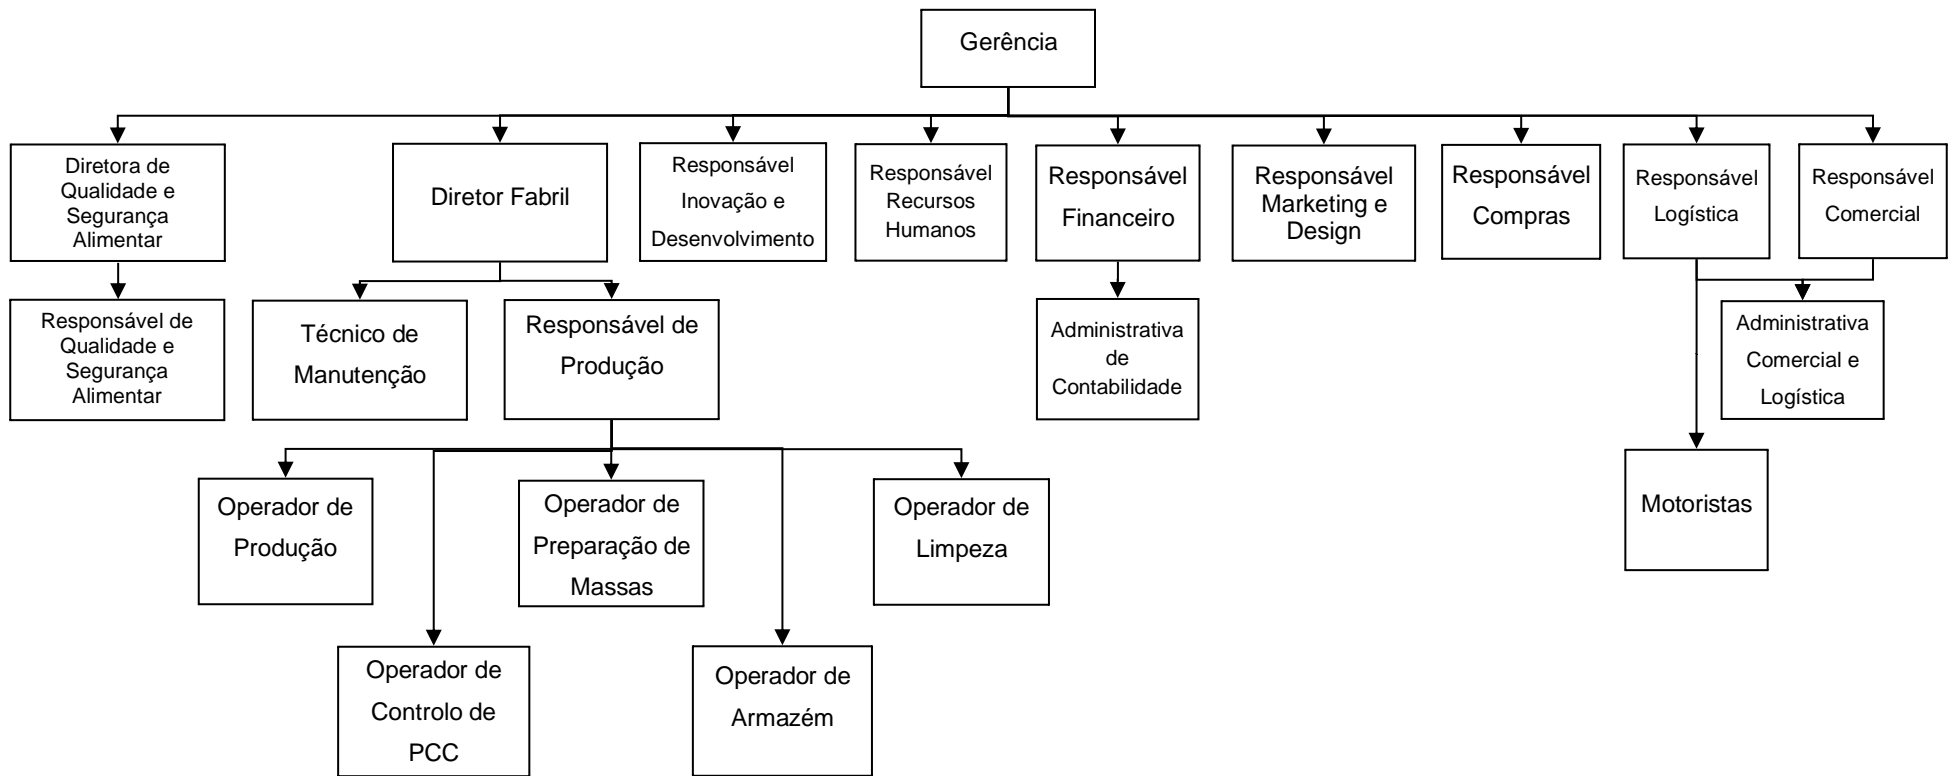 Gerência
Diretora de
Qualidade e
Segurança
Alimentar
Diretor Fabril
Responsável
Inovação e
Desenvolvimento
Responsável
Recursos
Humanos
Responsável
Financeiro
Responsável
Marketing e
Design
Responsável
Compras
Responsável
Logística
Responsável
Comercial
Responsável de
Qualidade e
Segurança
Alimentar
Técnico de
Manutenção
Responsável de
Produção
Administrativa
de
Contabilidade
Administrativa
Comercial e
Logística
Operador de
Produção
Operador de
Preparação de
Massas
Operador de
Limpeza
Motoristas
Operador de
Controlo de
PCC
Operador de
Armazém